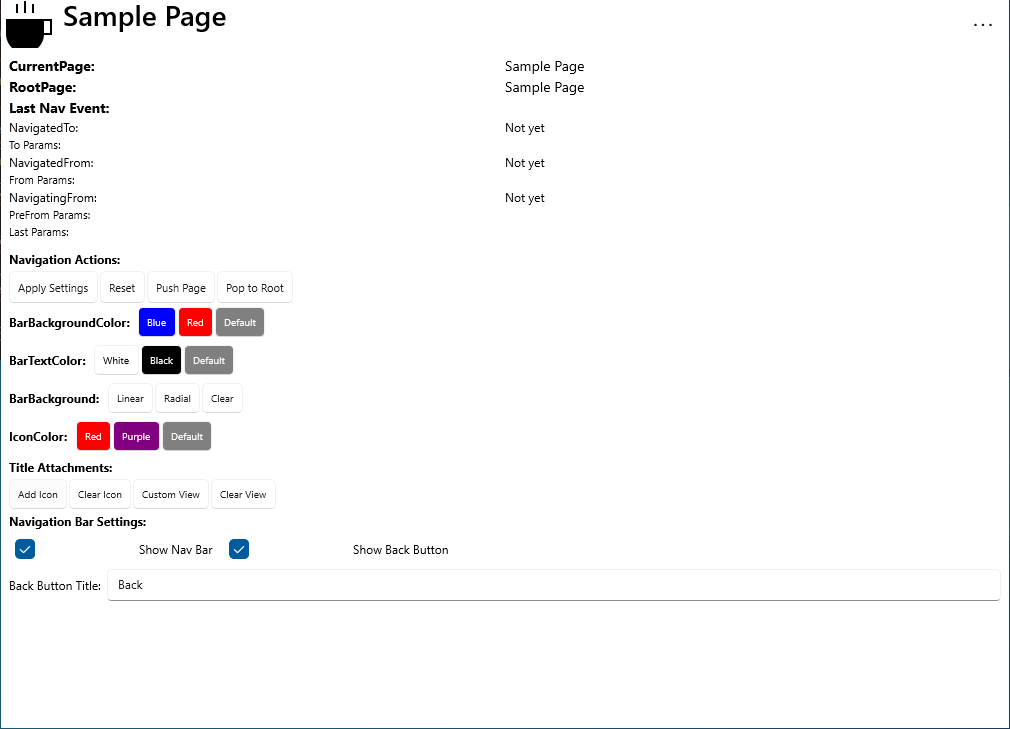 Sample Page
...
CurrentPage: Sample Page
RootPage: Sample Page
Last Nav Event:
NavigatedTo: Not yet
To Params:
NavigatedFrom: Not yet
From Params:
NavigatingFrom: Not yet
PreFrom Params:
Last Params:
Navigation Actions:
Apply Settings Reset Push Page Pop to Root
BarBackgroundColor: Blue Red Default
BarTextColor: White Black Default
BarBackground: Linear Radial Clear
IconColor: Red Purple Default
Title Attachments:
Add Icon Clear Icon Custom View Clear View
Navigation Bar Settings:
Show Nav Bar Show Back Button
Back Button Title: Back